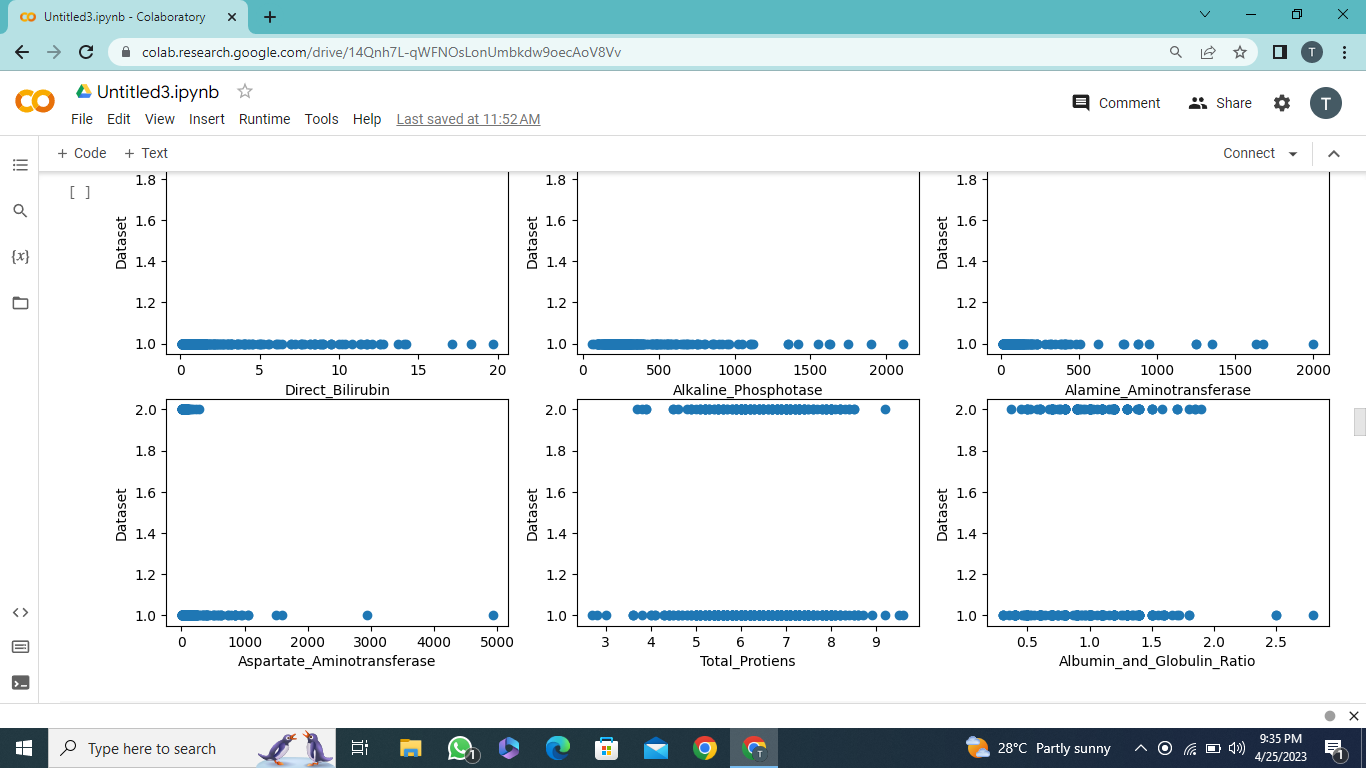 Untitled3.ipynb - Colaboratory
colab.research.google.com/drive/14Qnh7L-qWFNOsLonUmbkdw9oecAoV8Vv
T
Untitled3.ipynb
File Edit View Insert Runtime Tools Help Last saved at 11:52 AM
Comment Share T
+ Code + Text Connect
[ ]
{x}
Dataset
1.8
1.6
1.4
1.2
1.0
0 5 10 15 20
Direct_Bilirubin
Dataset
1.8
1.6
1.4
1.2
1.0
0 500 1000 1500 2000
Alkaline_Phosphotase
Dataset
1.8
1.6
1.4
1.2
1.0
0 500 1000 1500 2000
Alamine_Aminotransferase
Dataset
2.0
1.8
1.6
1.4
1.2
1.0
0 1000 2000 3000 4000 5000
Aspartate_Aminotransferase
Dataset
2.0
1.8
1.6
1.4
1.2
1.0
3 4 5 6 7 8 9
Total_Protiens
Dataset
2.0
1.8
1.6
1.4
1.2
1.0
0.5 1.0 1.5 2.0 2.5
Albumin_and_Globulin_Ratio
Type here to search
1
T
28°C Partly sunny
9:35 PM
4/25/2023
1